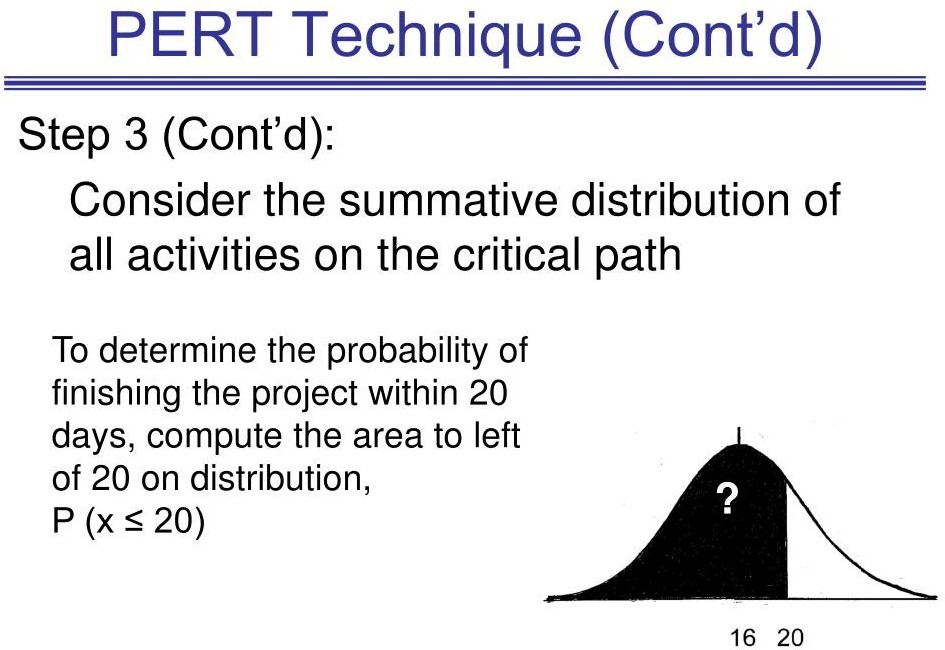 PERT Technique (Cont’d)
Step 3 (Cont’d):
Consider the summative distribution of
all activities on the critical path
To determine the probability of
finishing the project within 20
days, compute the area to left
of 20 on distribution,
P (x ≤ 20)
?
16 20